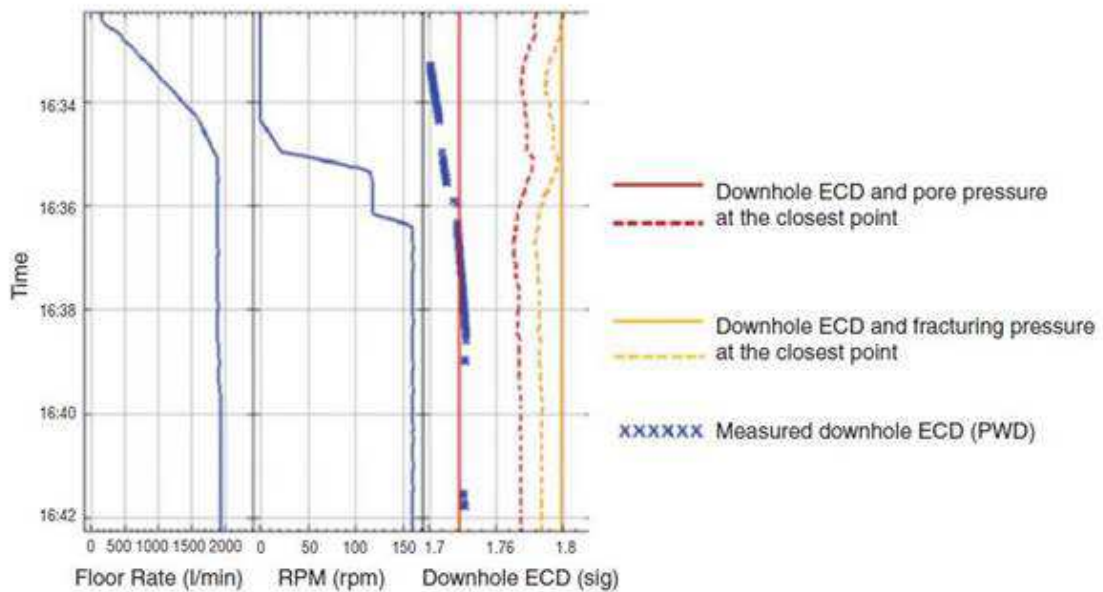 16:34
16:36
16:38
16:40
16:42
Time
0 500 1000 1500 2000
0 50 100 150
1.7 1.76 1.8
Floor Rate (l/min)
RPM (rpm)
Downhole ECD (sig)
Downhole ECD and pore pressure
at the closest point
Downhole ECD and fracturing pressure
at the closest point
xxxxxx Measured downhole ECD (PWD)